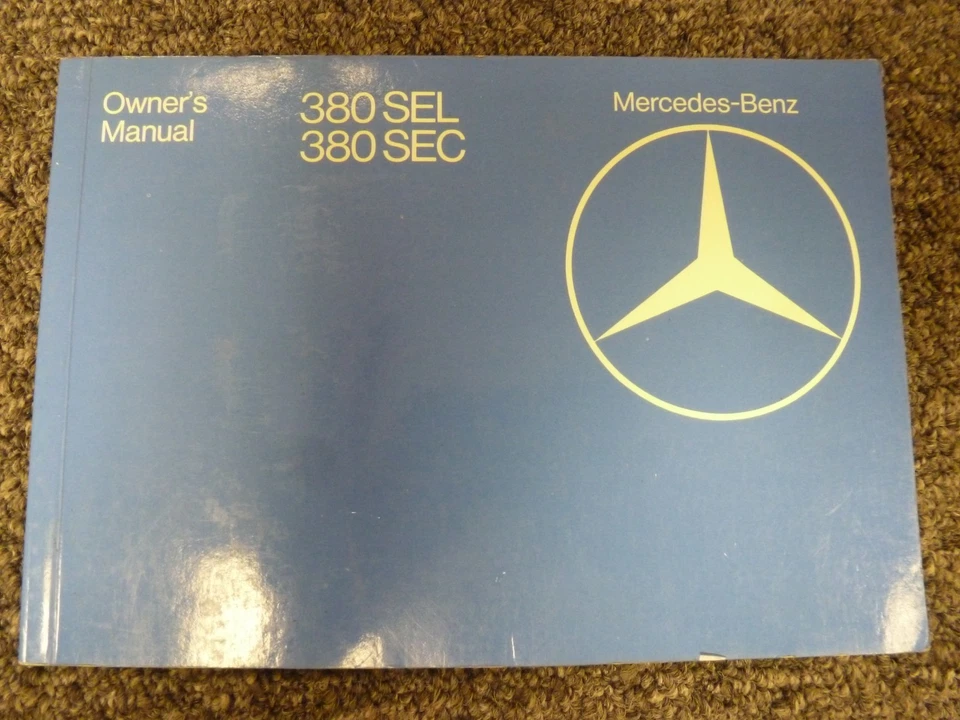 Owner's
Manual
380 SEL
380 SEC
Mercedes-Benz